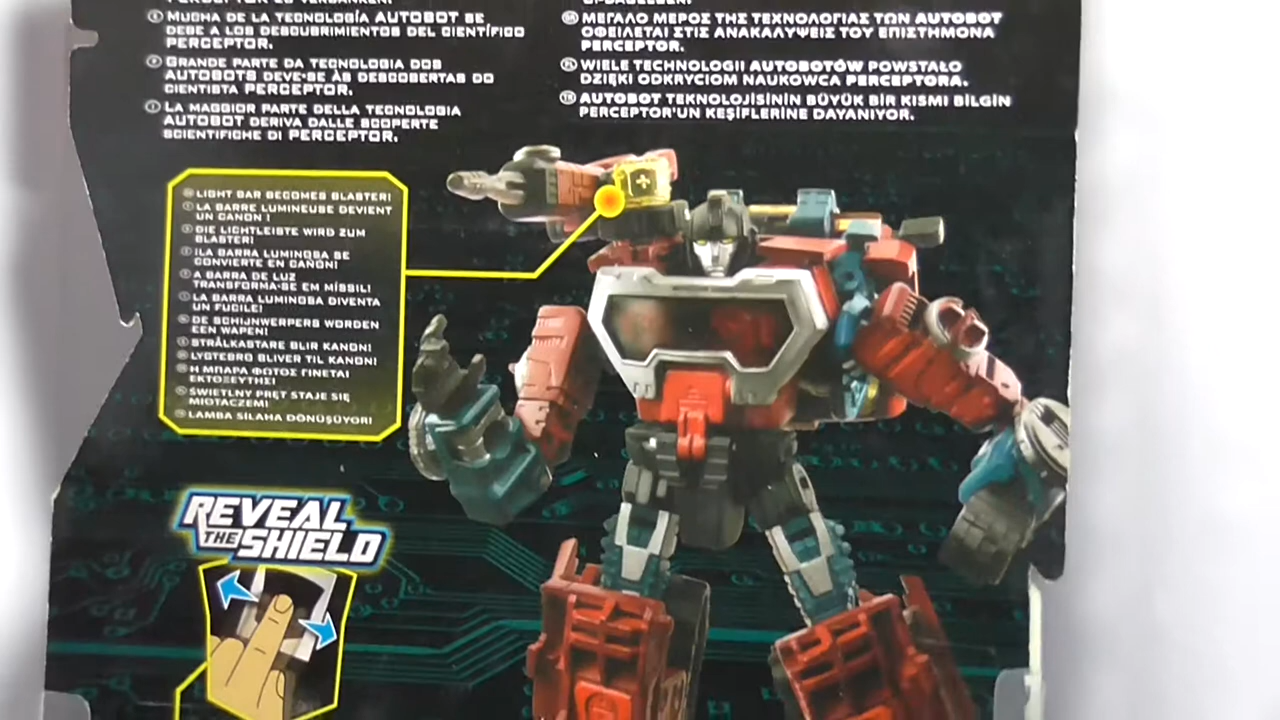 MUCHA DE LA TECNOLOGÍA AUTOBOT SE
DEBE A LOS DESCUBRIMIENTOS DEL CIENTÍFICO
PERCEPTOR.
GRANDE PARTE DA TECNOLOGIA DOS
AUTOBOTS DEVE-SE ÀS DESCOBERTAS DO
CIENTISTA PERCEPTOR.
LA MAGGIOR PARTE DELLA TECNOLOGIA
AUTOBOT DERIVA DALLE SCOPERTE
SCIENTIFICHE DI PERCEPTOR.
ΜΕΓΑΛΟ ΜΕΡΟΣ ΤΗΣ ΤΕΧΝΟΛΟΓΙΑΣ ΤΩΝ AUTOBOT
ΟΦΕΙΛΕΤΑΙ ΣΤΙΣ ΑΝΑΚΑΛΥΨΕΙΣ ΤΟΥ ΕΠΙΣΤΗΜΟΝΑ
PERCEPTOR.
WIELE TECHNOLOGII AUTOBOTÓW POWSTAŁO
DZIĘKI ODKRYCIOM NAUKOWCA PERCEPTORA.
AUTOBOT TEKNOLOJİSİNİN BÜYÜK BİR KISMI BİLGİN
PERCEPTOR'UN KEŞİFLERİNE DAYANIYOR.
LIGHT BAR BECOMES BLASTER!
LA BARRE LUMINEUSE DEVIENT
UN CANON !
DIE LICHTLEISTE WIRD ZUM
BLASTER!
¡LA BARRA LUMINOSA SE
CONVIERTE EN CAÑÓN!
A BARRA DE LUZ
TRANSFORMA-SE EM MÍSSIL!
LA BARRA LUMINOSA DIVENTA
UN FUCILE!
DE SCHIJNWERPERS WORDEN
EEN WAPEN!
STRÅLKASTARE BLIR KANON!
LYGTEBRO BLIVER TIL KANON!
Η ΜΠΑΡΑ ΦΩΤΟΣ ΓΙΝΕΤΑΙ
ΕΚΤΟΞΕΥΤΗΣ!
ŚWIETLNY PRĘT STAJE SIĘ
MIOTACZEM!
LAMBA SİLAHA DÖNÜŞÜYOR!
REVEAL
THE SHIELD